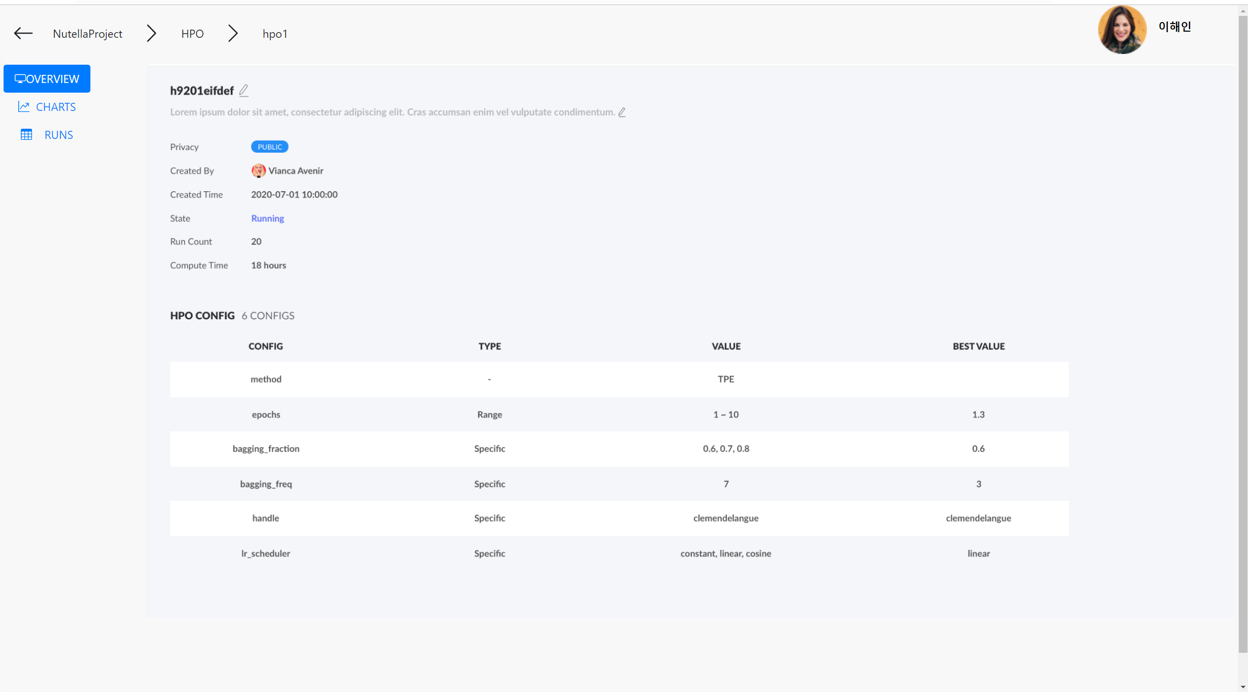 NutellaProject HPO hpo1 이해인
OVERVIEW
CHARTS
RUNS
h9201eifdef
Lorem ipsum dolor sit amet, consectetur adipiscing elit. Cras accumsan enim vel vulputate condimentum.
Privacy PUBLIC
Created By Vianca Avenir
Created Time 2020-07-01 10:00:00
State Running
Run Count 20
Compute Time 18 hours
HPO CONFIG 6 CONFIGS
CONFIG TYPE VALUE BEST VALUE
method - TPE
epochs Range 1 ~ 10 1.3
bagging_fraction Specific 0.6, 0.7, 0.8 0.6
bagging_freq Specific 7 3
handle Specific clemendelangue clemendelangue
lr_scheduler Specific constant, linear, cosine linear